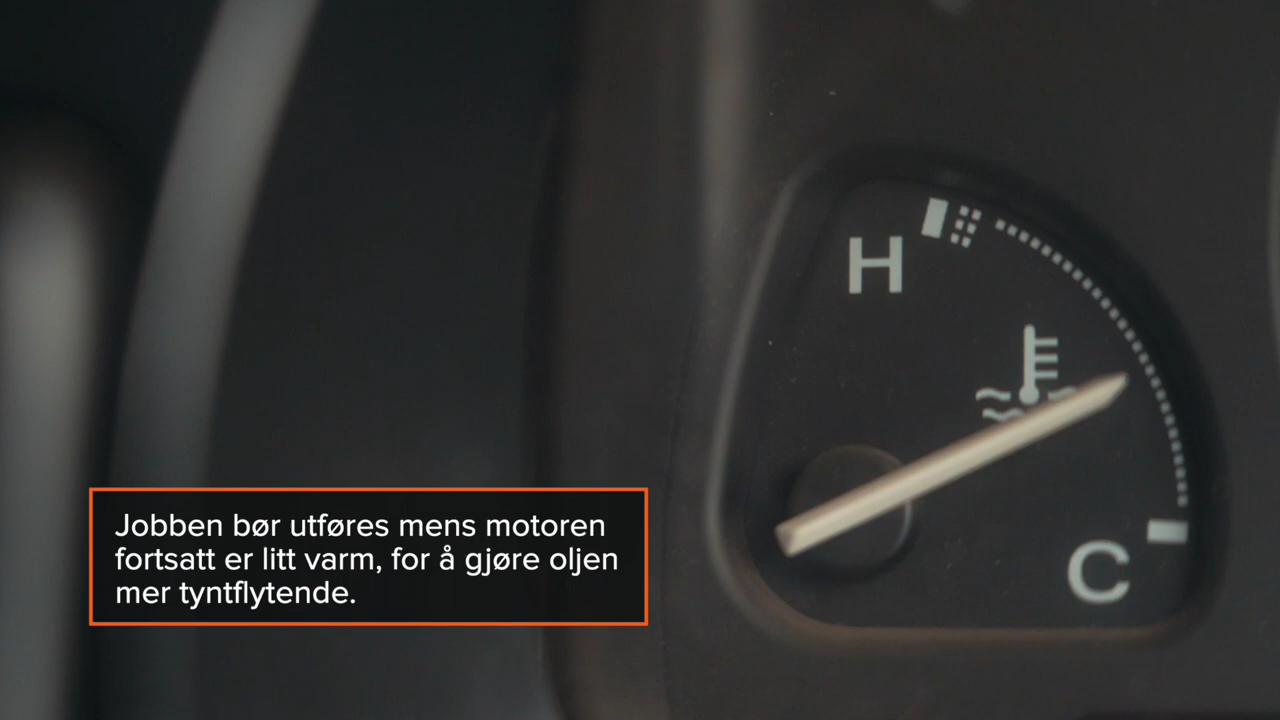 H
C
Jobben bør utføres mens motoren
fortsatt er litt varm, for å gjøre oljen
mer tyntflytende.